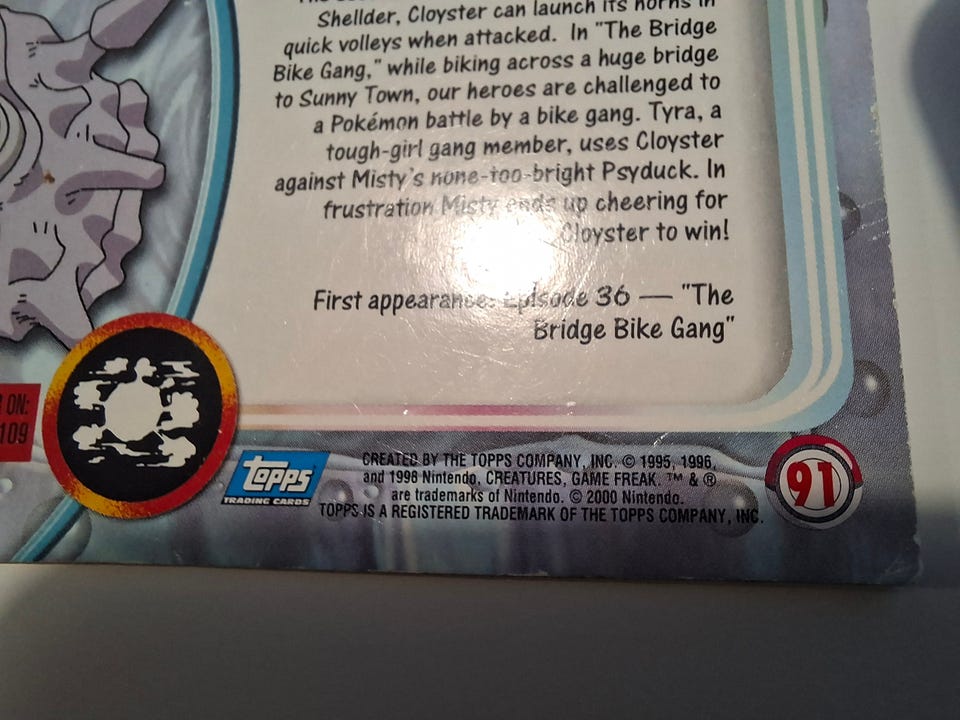 Shellder, Cloyster can launch its horns in
quick volleys when attacked. In "The Bridge
Bike Gang," while biking across a huge bridge
to Sunny Town, our heroes are challenged to
a Pokémon battle by a bike gang. Tyra, a
tough-girl gang member, uses Cloyster
against Misty's none-too-bright Psyduck. In
frustration Misty ends up cheering for
Cloyster to win!
First appearance: Episode 36 — "The
Bridge Bike Gang"
ON:
109
TOPPS
TRADING CARDS
CREATED BY THE TOPPS COMPANY, INC. © 1995, 1996,
and 1998 Nintendo, CREATURES, GAME FREAK. ™ & ®
are trademarks of Nintendo. © 2000 Nintendo.
TOPPS IS A REGISTERED TRADEMARK OF THE TOPPS COMPANY, INC.
91